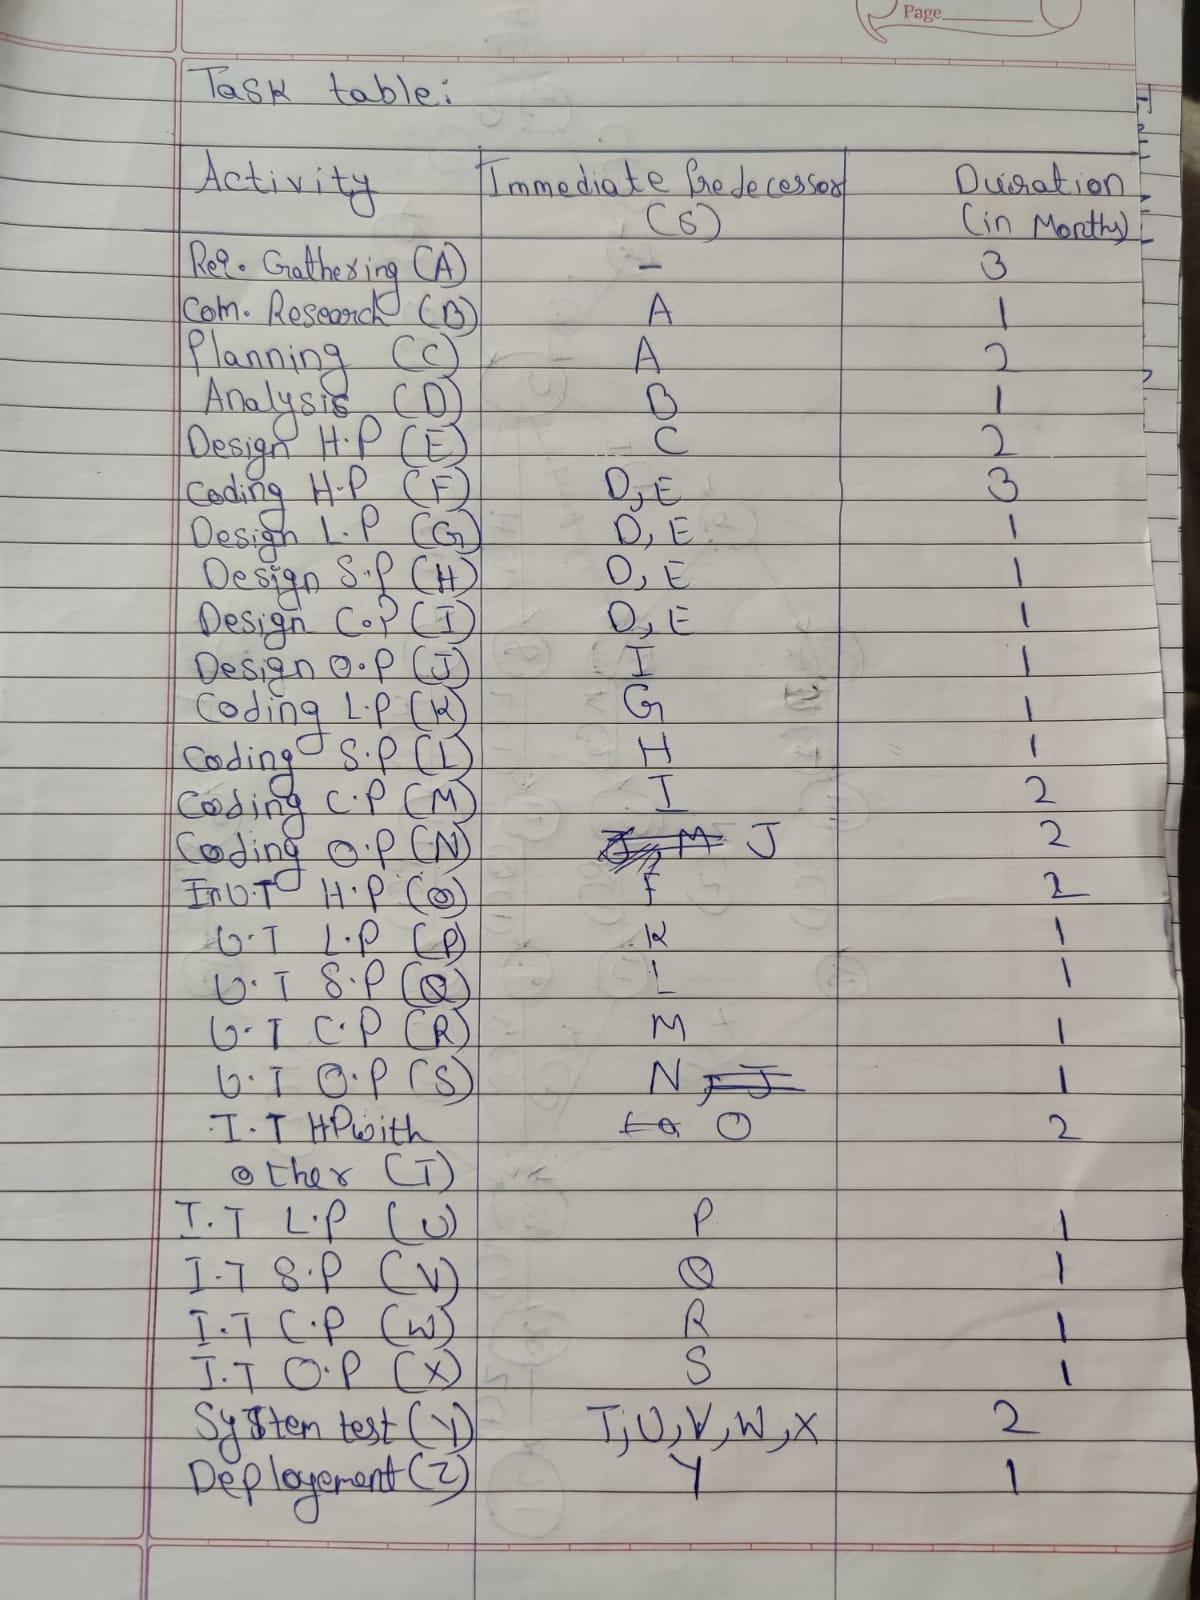 Page
Task table:
Activity Immediate Predecessor (s) Duration (in Months)
Req. Gathering (A) - 3
Com. Research (B) A 1
Planning (C) A 2
Analysis (D) B 1
Design H.P (E) C 2
Coding H.P (F) D, E 3
Design L.P (G) D, E 1
Design S.P (H) D, E 1
Design C.P (I) D, E 1
Design O.P (J) I 1
Coding L.P (K) G 1
Coding S.P (L) H 1
Coding C.P (M) I 2
Coding O.P (N) J 2
InU.T H.P (O) F 2
U.T L.P (P) K 1
U.T S.P (Q) L 1
U.T C.P (R) M 1
U.T O.P (S) N 1
I.T HP with O 2
other (T)
I.T L.P (U) P 1
I.T S.P (V) Q 1
I.T C.P (W) R 1
I.T O.P (X) S 1
System test (Y) T, U, V, W, X 2
Deployement (Z) Y 1